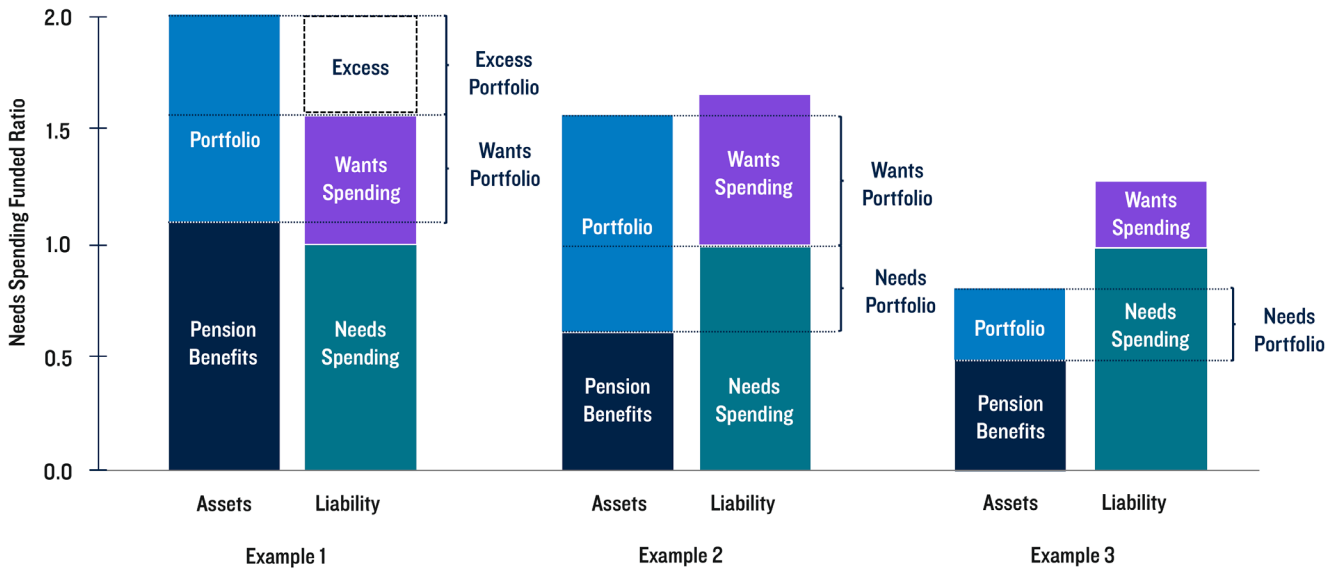 Needs Spending Funded Ratio
2.0
1.5
1.0
0.5
0.0
Portfolio
Pension
Benefits
Excess
Wants
Spending
Needs
Spending
Excess
Portfolio
Wants
Portfolio
Assets
Liability
Example 1
Portfolio
Pension
Benefits
Wants
Spending
Needs
Spending
Wants
Portfolio
Needs
Portfolio
Assets
Liability
Example 2
Portfolio
Pension
Benefits
Wants
Spending
Needs
Spending
Needs
Portfolio
Assets
Liability
Example 3